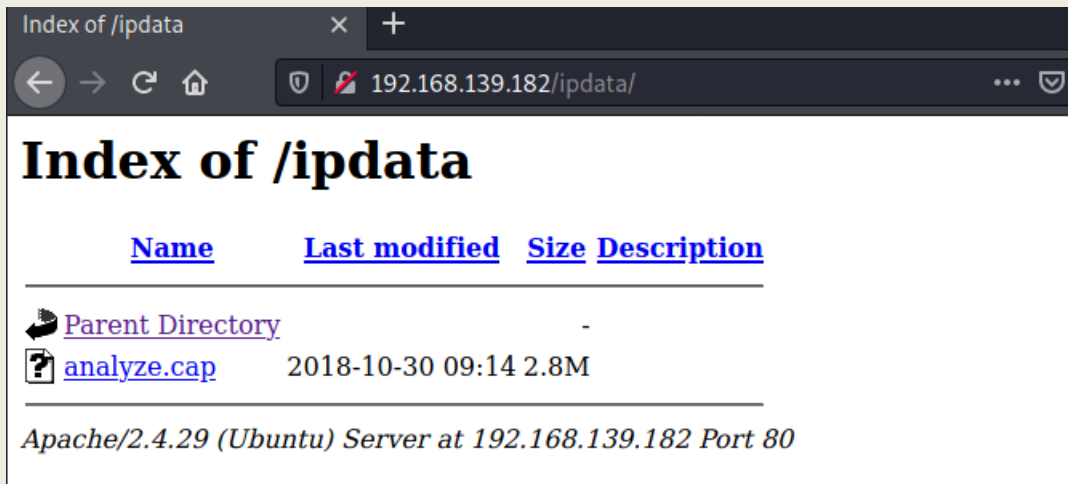 Index of /ipdata
192.168.139.182/ipdata/
Index of /ipdata
Name Last modified Size Description
Parent Directory -
analyze.cap 2018-10-30 09:14 2.8M
Apache/2.4.29 (Ubuntu) Server at 192.168.139.182 Port 80